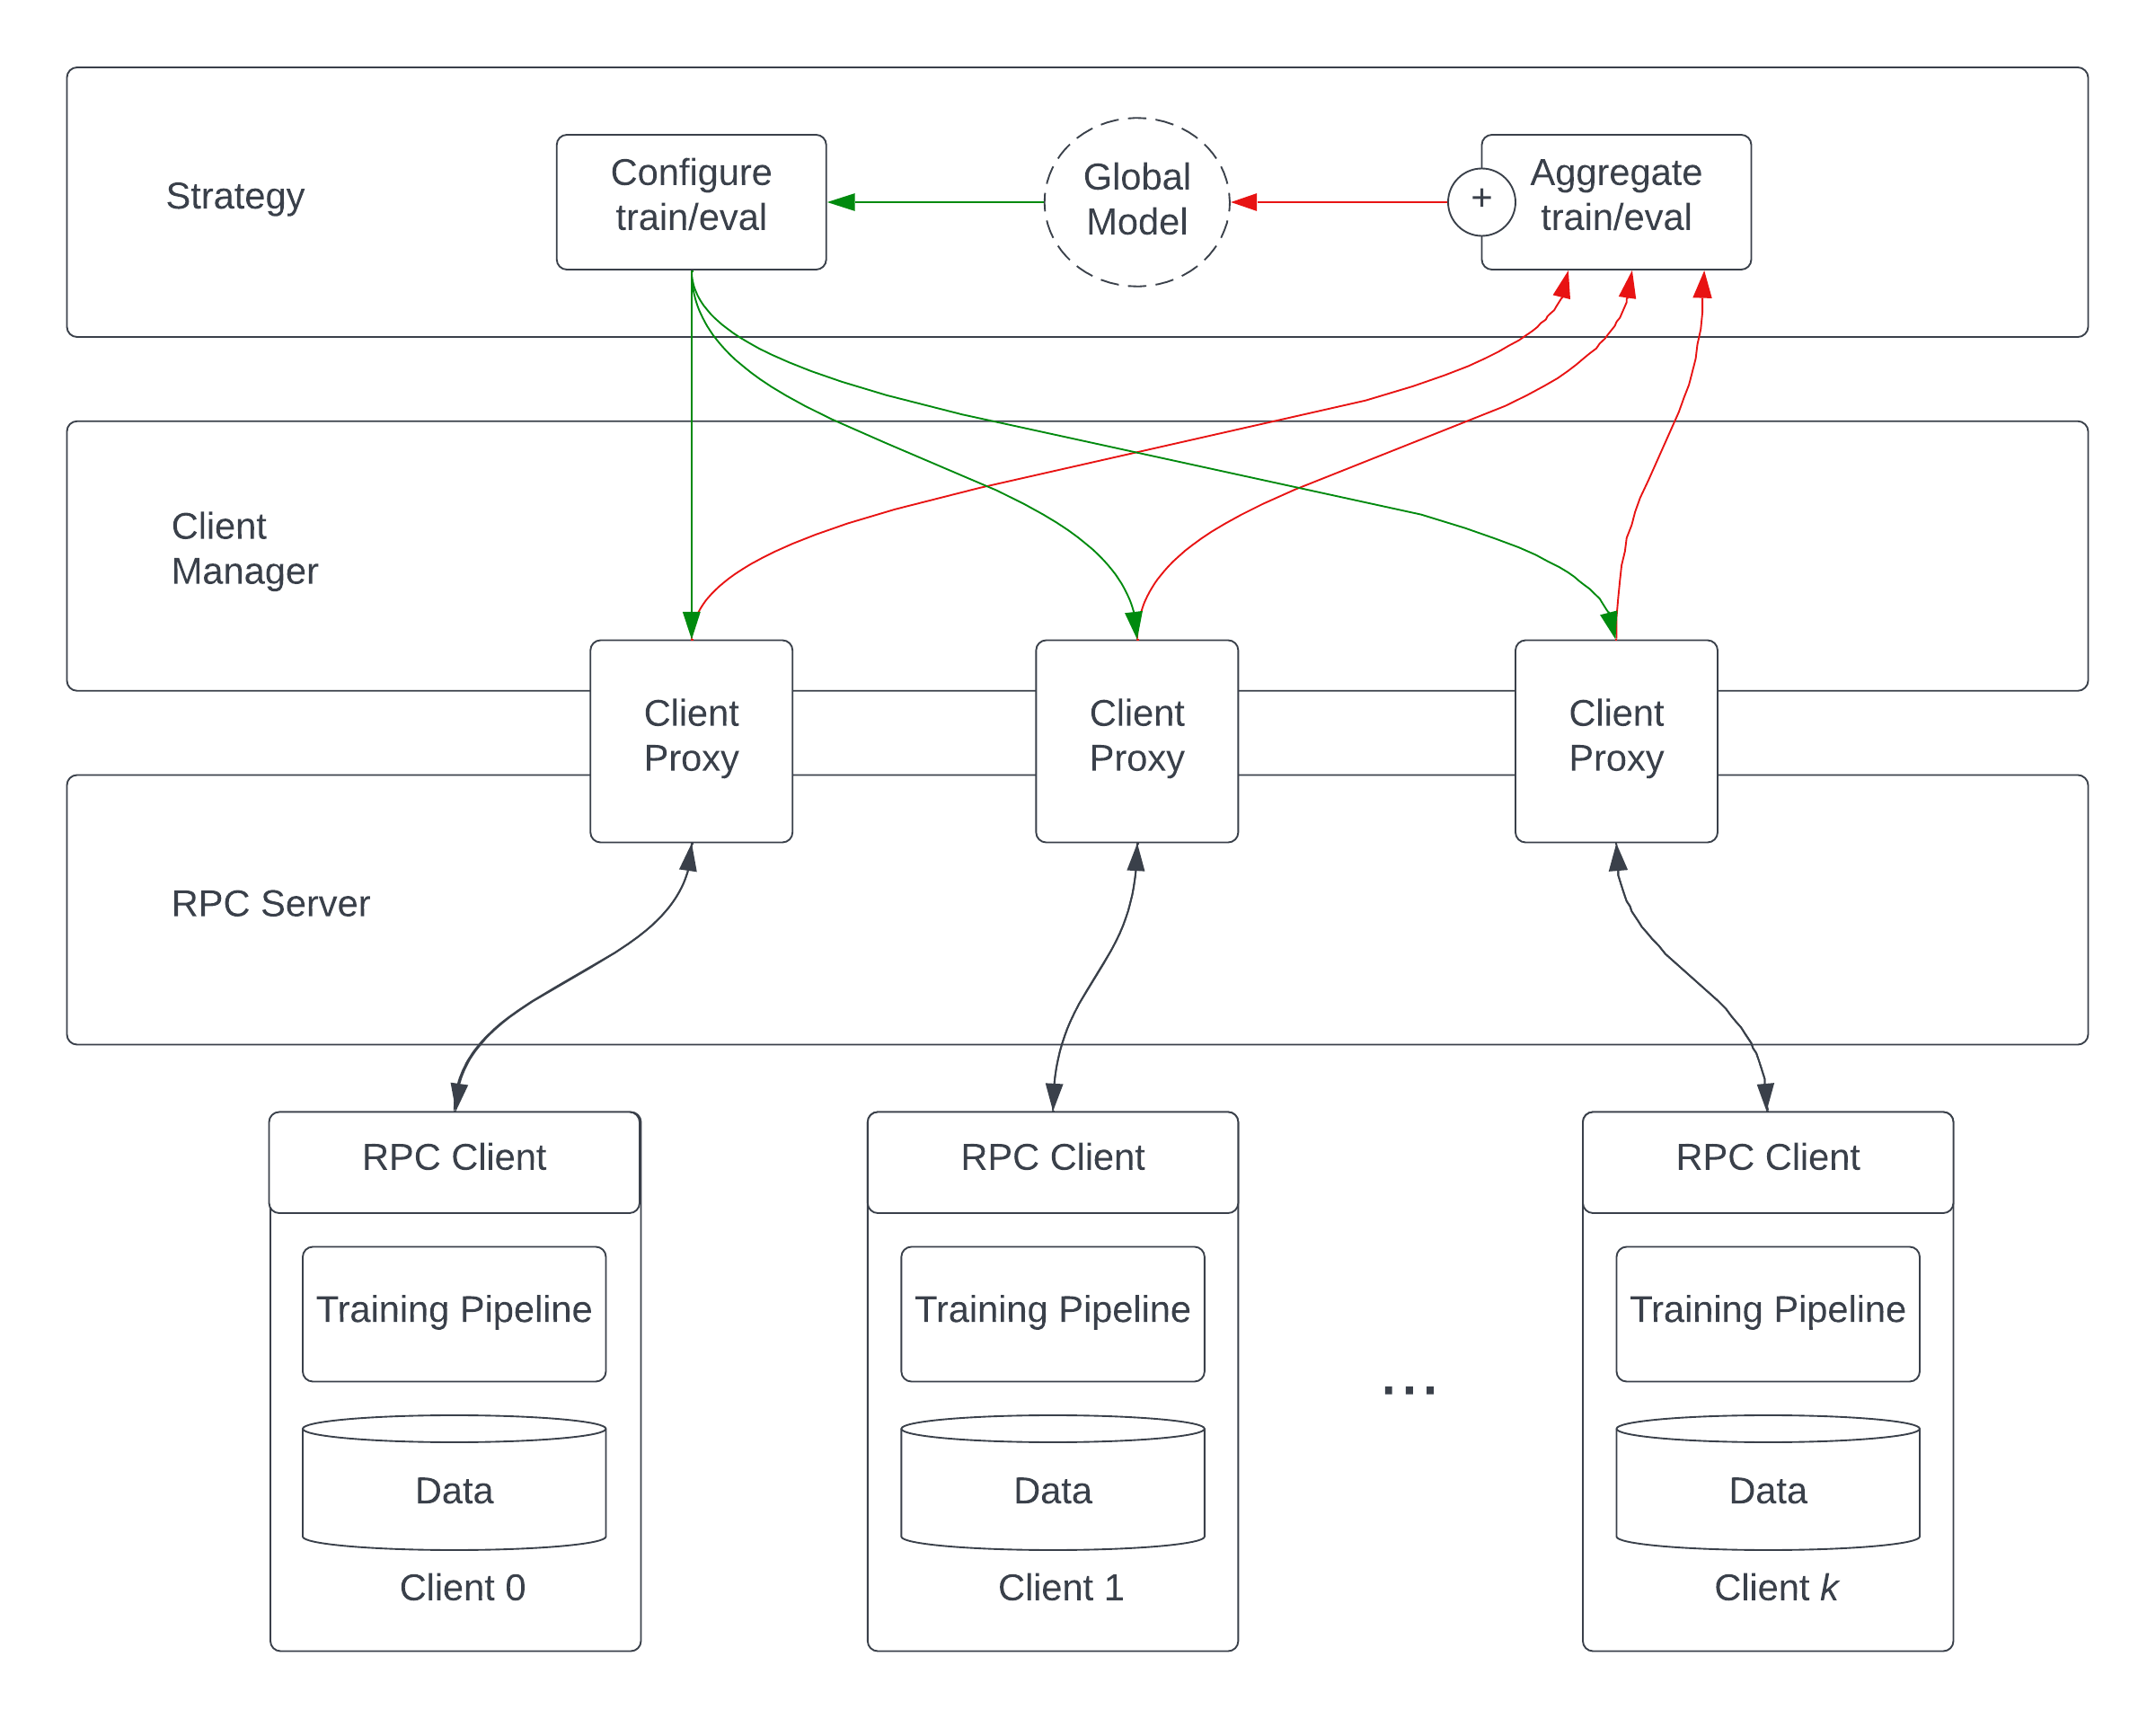 Strategy
Configure
train/eval
Global
Model
+
Aggregate
train/eval
Client
Manager
Client
Proxy
Client
Proxy
Client
Proxy
RPC Server
RPC Client
Training Pipeline
Data
Client 0
RPC Client
Training Pipeline
Data
Client 1
...
RPC Client
Training Pipeline
Data
Client k